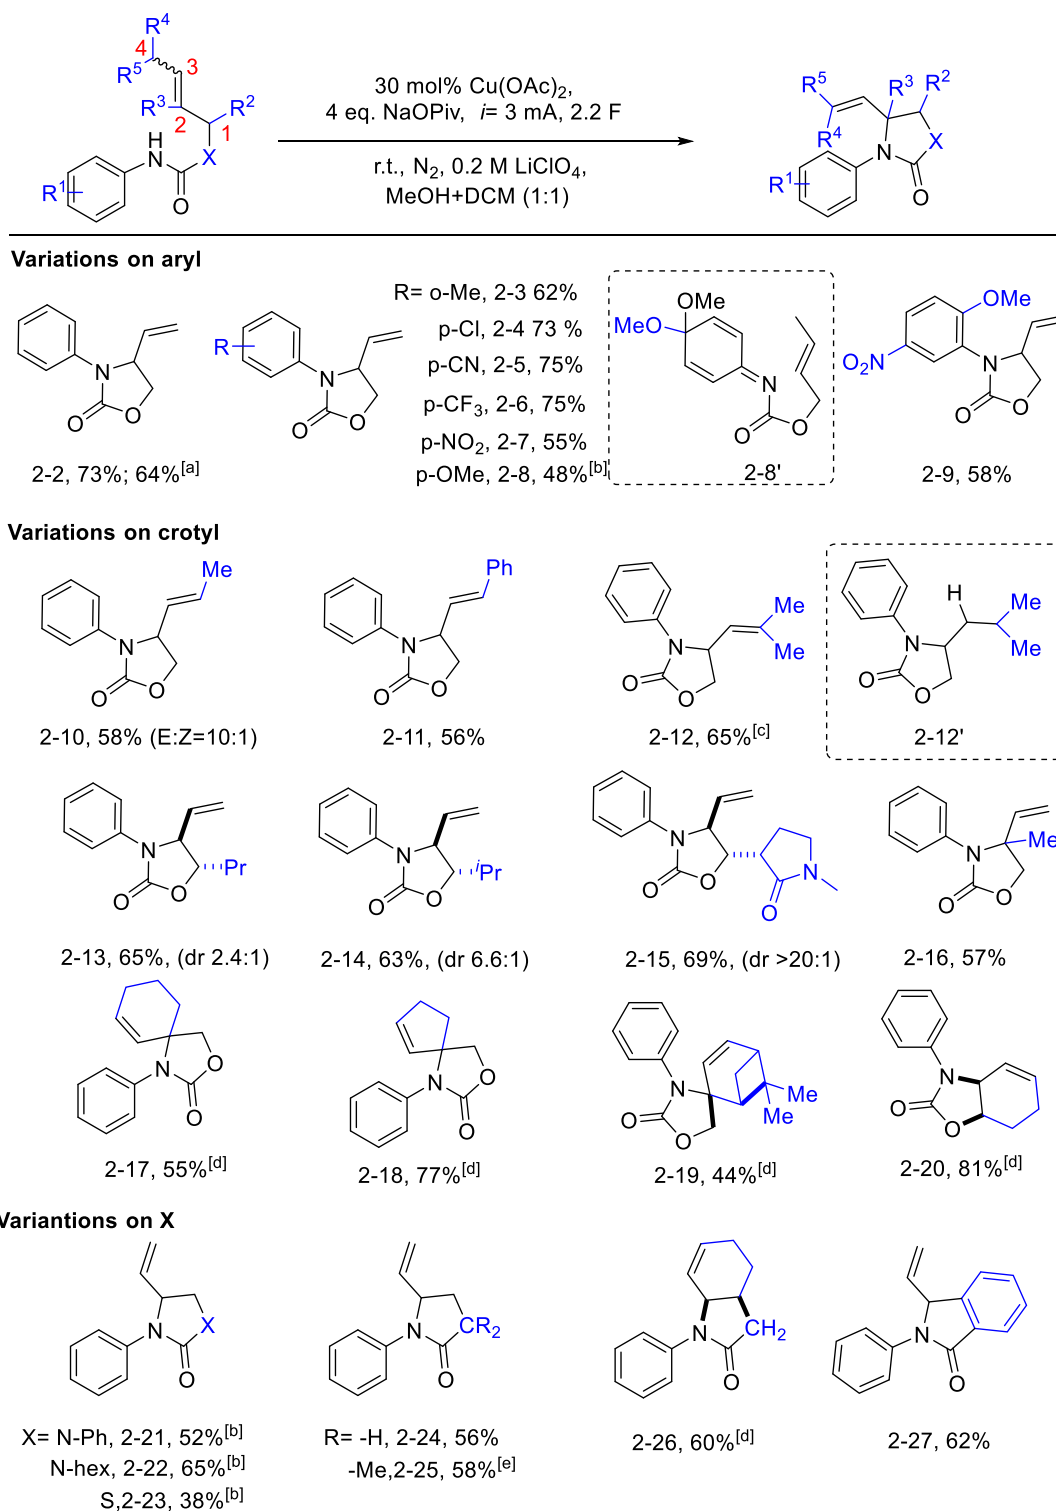 R⁴
4
3
R⁵
R³
R²
2
1
H
N
X
R¹
O
30 mol% Cu(OAc)₂,
4 eq. NaOPiv, i= 3 mA, 2.2 F
r.t., N₂, 0.2 M LiClO₄,
MeOH+DCM (1:1)
R⁵
R³
R²
R⁴
X
N
R¹
O
Variations on aryl
N
O
O
2-2, 73%; 64%[a]
R
N
O
O
R= o-Me, 2-3 62%
p-Cl, 2-4 73 %
p-CN, 2-5, 75%
p-CF₃, 2-6, 75%
p-NO₂, 2-7, 55%
p-OMe, 2-8, 48%[b]
OMe
MeO
N
O
O
2-8'
OMe
O₂N
N
O
O
2-9, 58%
Variations on crotyl
Me
N
O
O
2-10, 58% (E:Z=10:1)
Ph
N
O
O
2-11, 56%
Me
Me
N
O
O
2-12, 65%[c]
H
Me
Me
N
O
O
2-12'
N
Pr
O
O
2-13, 65%, (dr 2.4:1)
N
iPr
O
O
2-14, 63%, (dr 6.6:1)
N
O
O
N
O
2-15, 69%, (dr >20:1)
N
Me
O
O
2-16, 57%
O
N
O
2-17, 55%[d]
O
N
O
2-18, 77%[d]
N
Me
Me
O
O
2-19, 44%[d]
N
O
O
2-20, 81%[d]
Variantions on X
N
X
O
X= N-Ph, 2-21, 52%[b]
N-hex, 2-22, 65%[b]
S,2-23, 38%[b]
N
CR₂
O
R= -H, 2-24, 56%
-Me,2-25, 58%[e]
N
CH₂
O
2-26, 60%[d]
N
O
2-27, 62%